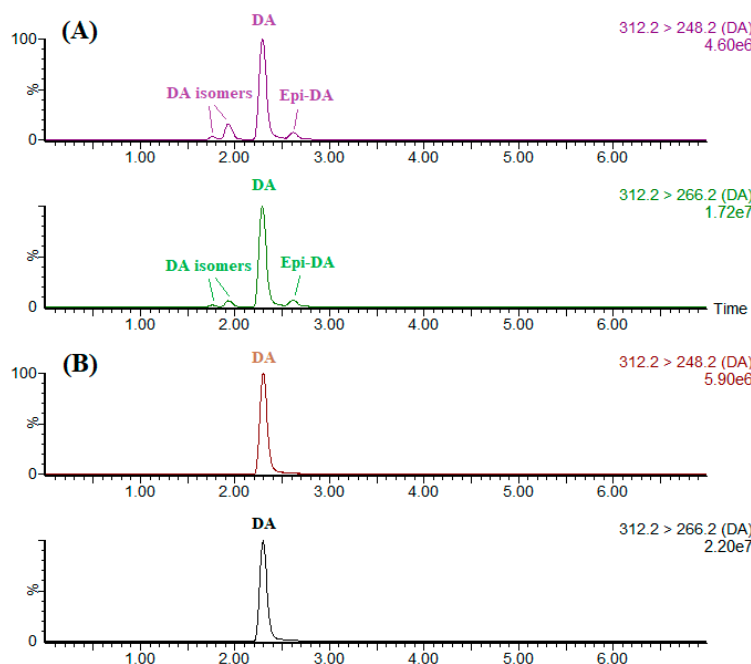 (A)
DA
312.2 > 248.2 (DA)
4.60e6
100
%
DA isomers
Epi-DA
0
1.00 2.00 3.00 4.00 5.00 6.00
DA
312.2 > 266.2 (DA)
1.72e7
%
DA isomers
Epi-DA
0
Time
1.00 2.00 3.00 4.00 5.00 6.00
(B)
DA
312.2 > 248.2 (DA)
5.90e6
100
%
0
1.00 2.00 3.00 4.00 5.00 6.00
DA
312.2 > 266.2 (DA)
2.20e7
%
0
1.00 2.00 3.00 4.00 5.00 6.00